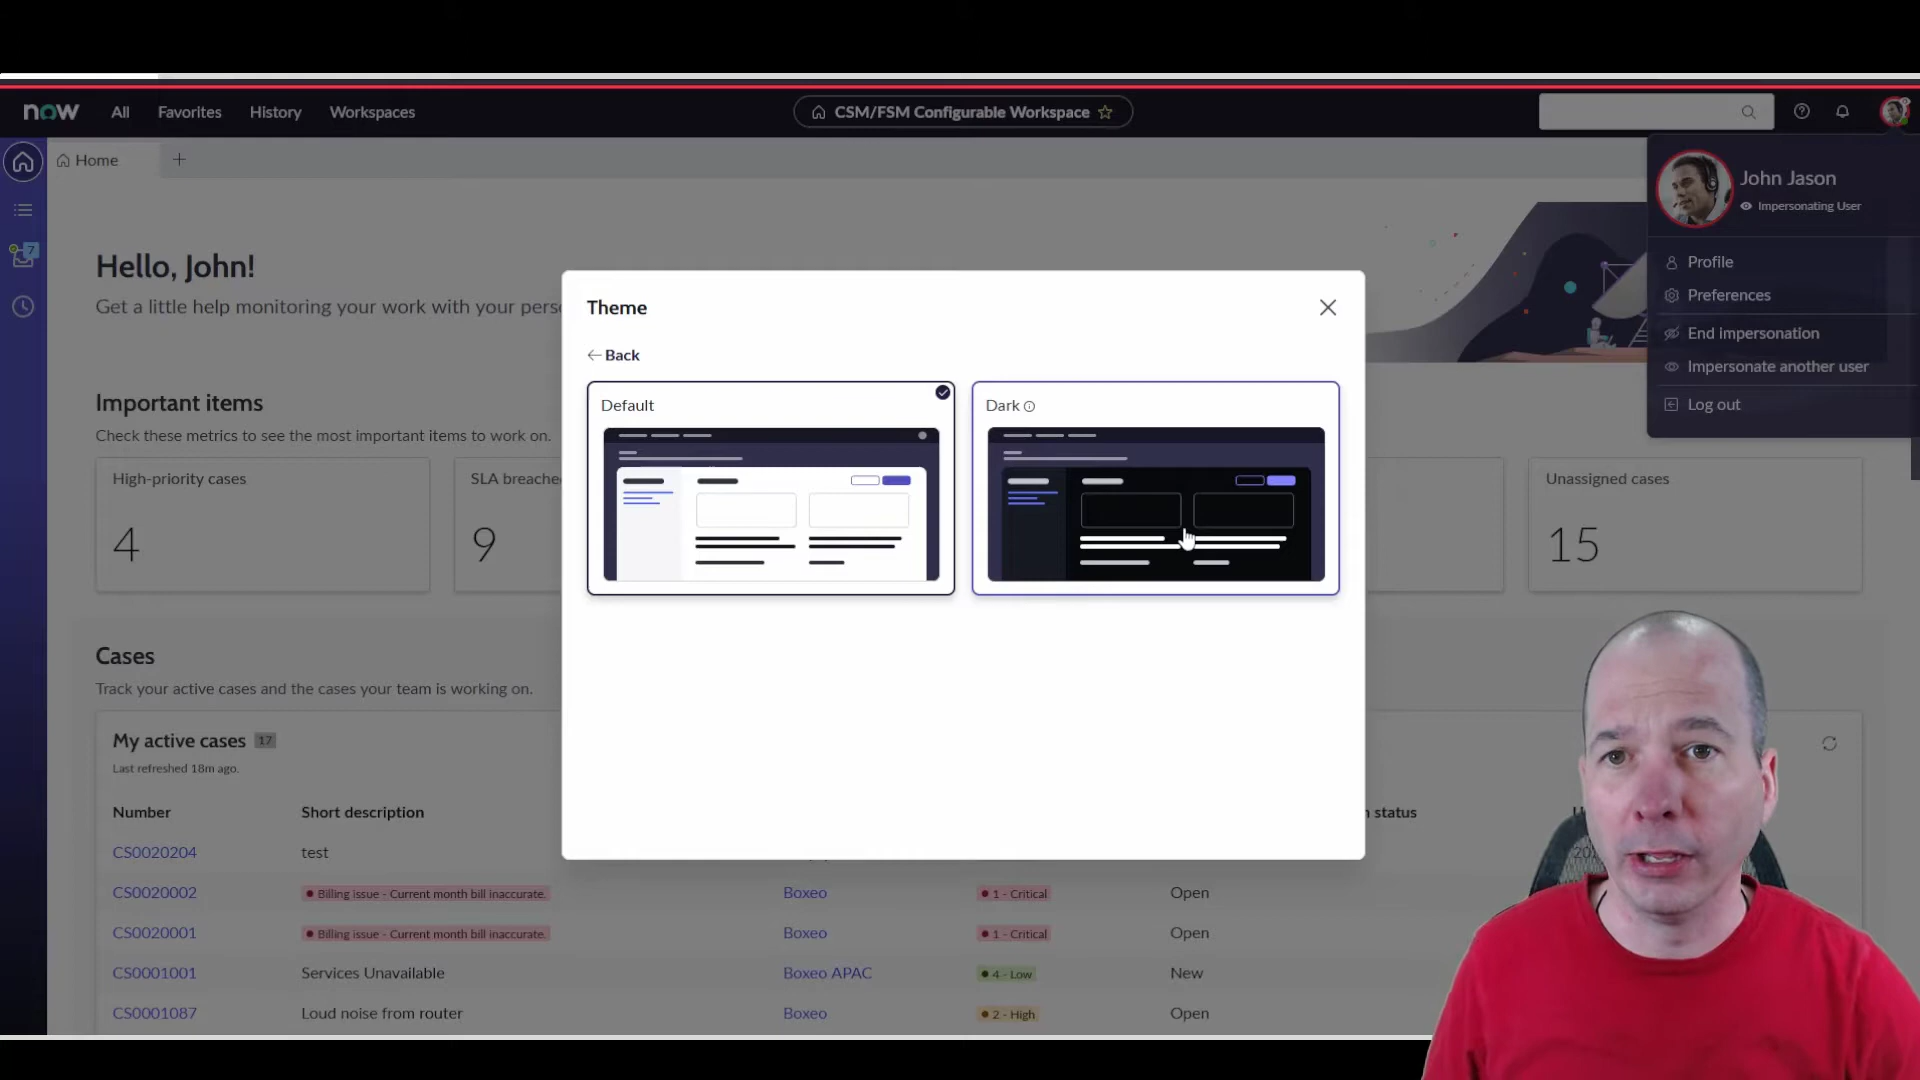 now All Favorites History Workspaces CSM/FSM Configurable Workspace
Home
John Jason
Impersonating User
Profile
Preferences
End impersonation
Impersonate another user
Log out
Hello, John!
Get a little help monitoring your work with your
Theme
Back
Default
Dark
Important items
Check these metrics to see the most important items to work on.
High-priority cases
4
SLA breache
9
Unassigned cases
15
Cases
Track your active cases and the cases your team is working on.
My active cases 17
Last refreshed 18m ago.
Number Short description status
CS0020204 test
CS0020002 Billing issue - Current month bill inaccurate. Boxeo 1 - Critical Open
CS0020001 Billing issue - Current month bill inaccurate. Boxeo 1 - Critical Open
CS0001001 Services Unavailable Boxeo APAC 4 - Low New
CS0001087 Loud noise from router Boxeo 2 - High Open
7